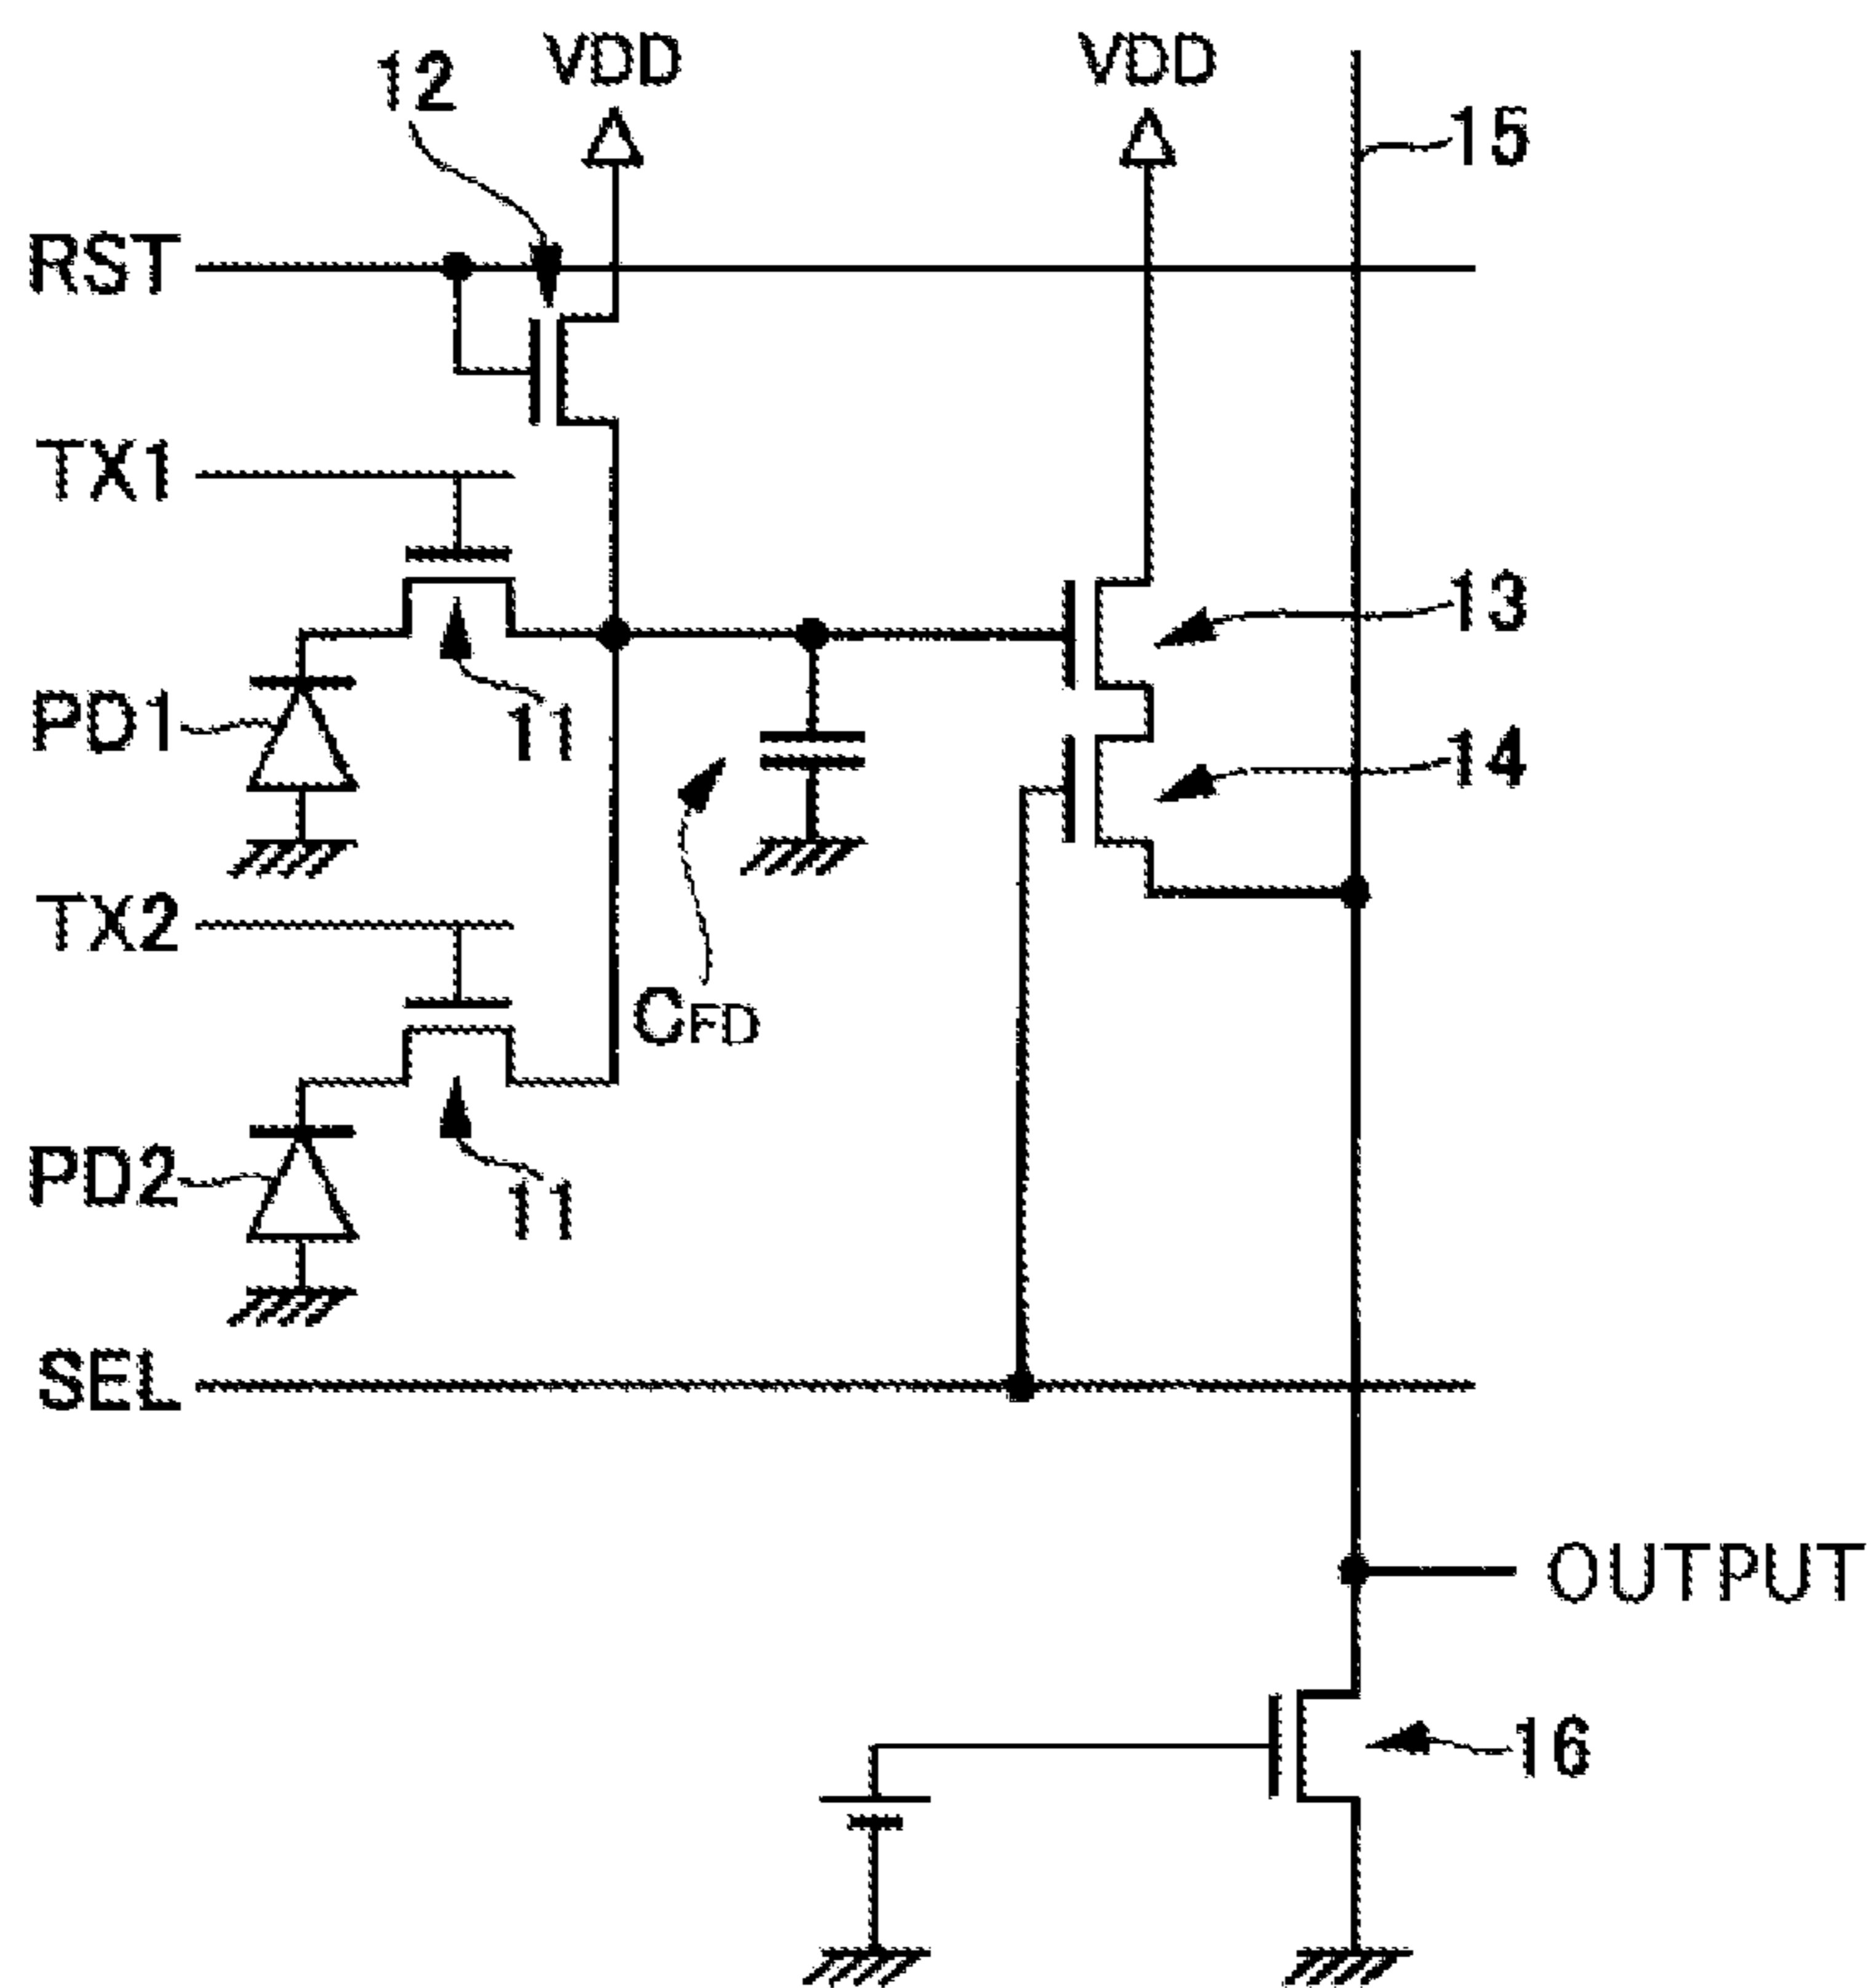 12
VDD
VDD
15
RST
TX1
13
PD1
11
14
TX2
CFD
PD2
11
SEL
OUTPUT
16